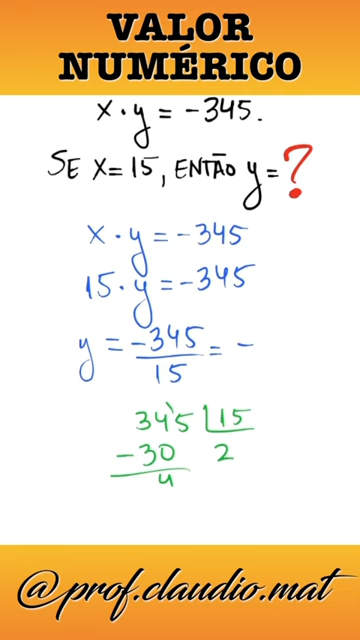 VALOR
NUMÉRICO
x · y = -345.
SE X = 15, ENTÃO y = ?
x · y = -345
15 · y = -345
y = -345/15 = -
345 15
-30 2
4
@prof.claudio.mat